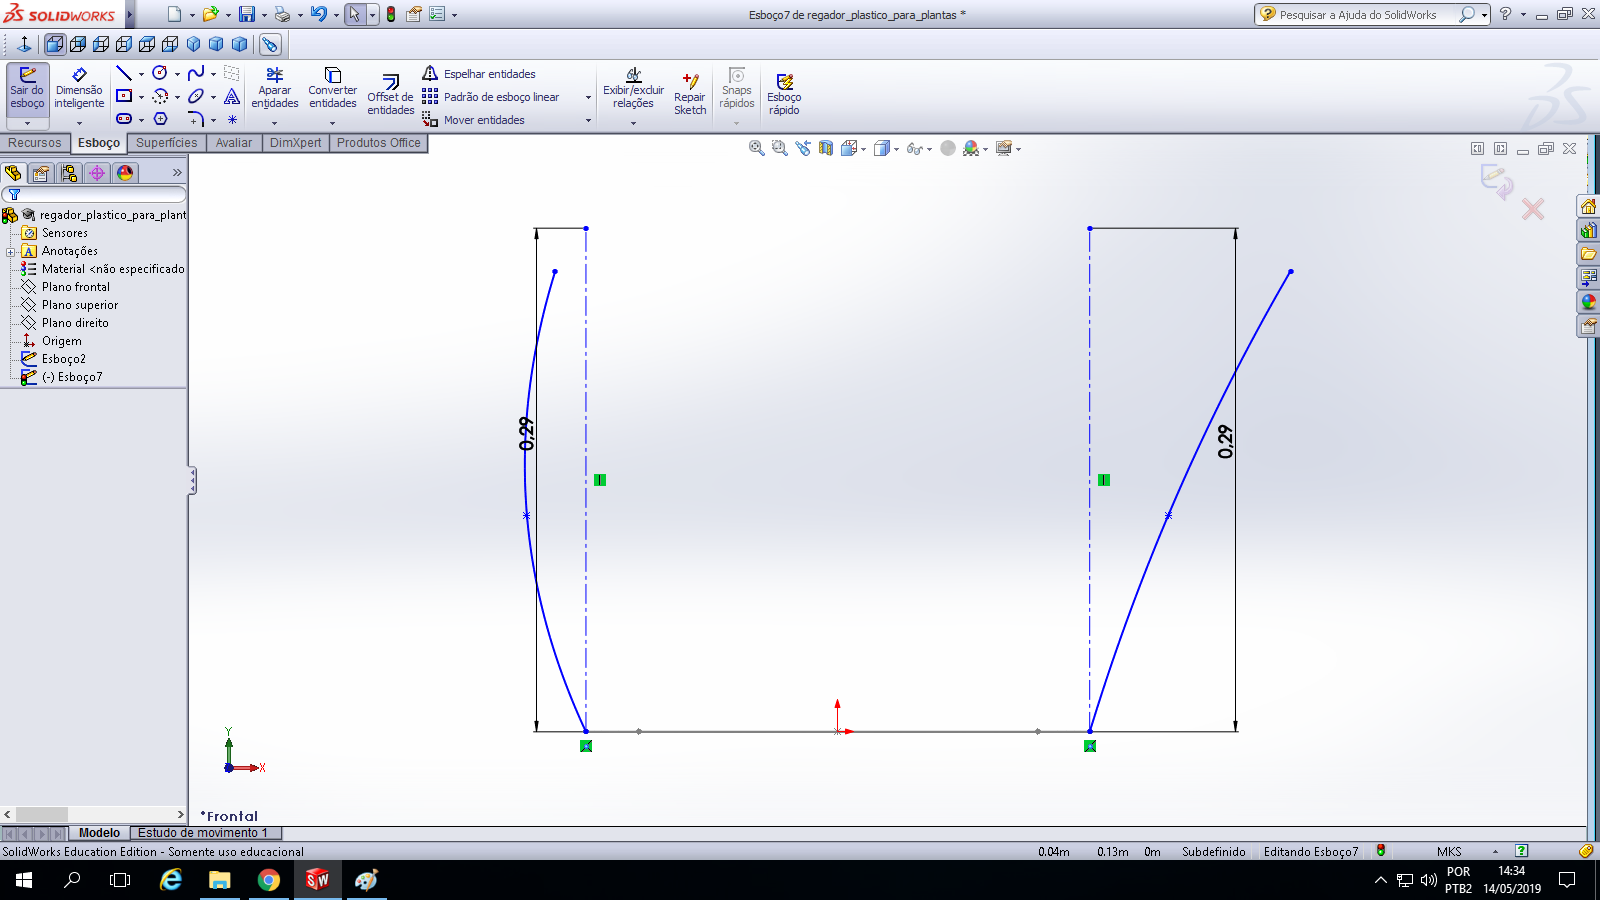 SOLIDWORKS
Esboço7 de regador_plastico_para_plantas *
Pesquisar a Ajuda do SolidWorks
Sair do esboço
Dimensão inteligente
Aparar entidades
Converter entidades
Offset de entidades
Espelhar entidades
Padrão de esboço linear
Mover entidades
Exibir/excluir relações
Repair Sketch
Snaps rápidos
Esboço rápido
Recursos
Esboço
Superfícies
Avaliar
DimXpert
Produtos Office
regador_plastico_para_plant
Sensores
Anotações
Material <não especificado
Plano frontal
Plano superior
Plano direito
Origem
Esboço2
(-) Esboço7
0,29
0,29
Y
X
*Frontal
Modelo
Estudo de movimento 1
SolidWorks Education Edition - Somente uso educacional
0.04m
0.13m
0m
Subdefinido
Editando Esboço7
MKS
POR
PTB2
14:34
14/05/2019